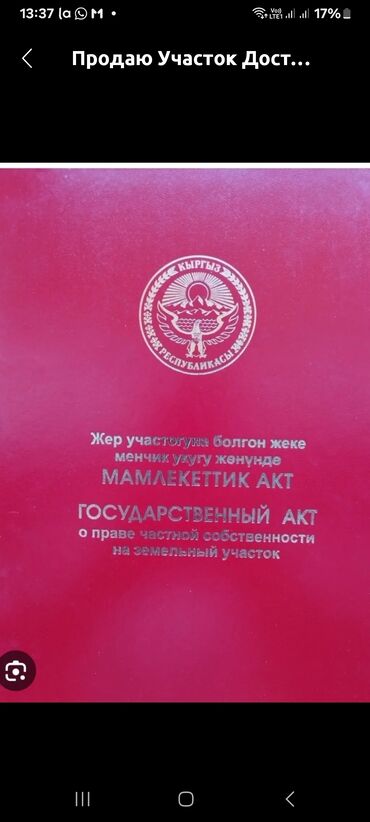 13:37
17%
Продаю Участок Дост...
КЫРГЫЗ
РЕСПУБЛИКАСЫ
Жер участогуна болгон жеке
менчик укугу жөнүндө
МАМЛЕКЕТТИК АКТ
ГОСУДАРСТВЕННЫЙ АКТ
о праве частной собственности
на земельный участок